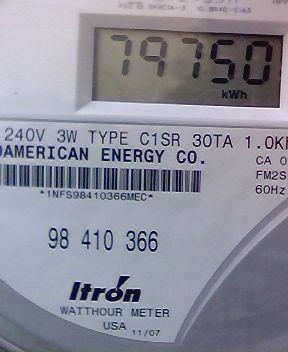 79750
kWh
240V 3W TYPE C1SR 30TA 1.0K
AMERICAN ENERGY CO.
CA 0
FM2S
60Hz
*1NFS98410366MEC*
98 410 366
Itron
WATTHOUR METER
USA 11/07